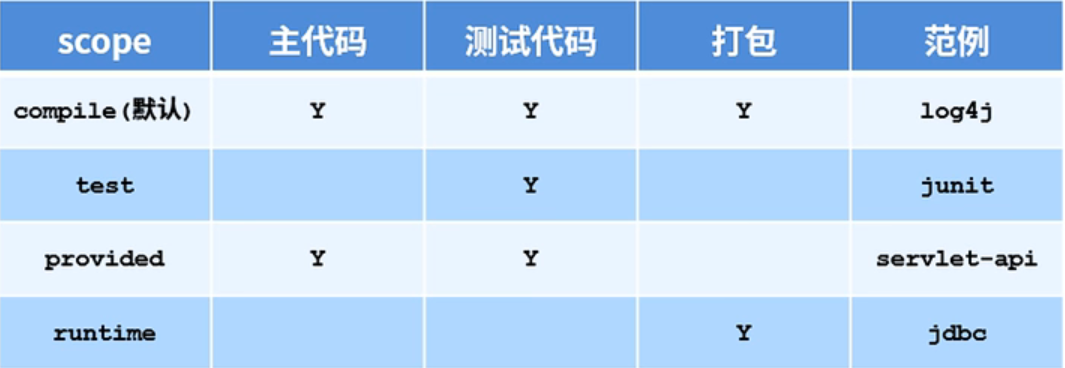 scope 主代码 测试代码 打包 范例
compile(默认) Y Y Y log4j
test Y junit
provided Y Y servlet-api
runtime Y jdbc